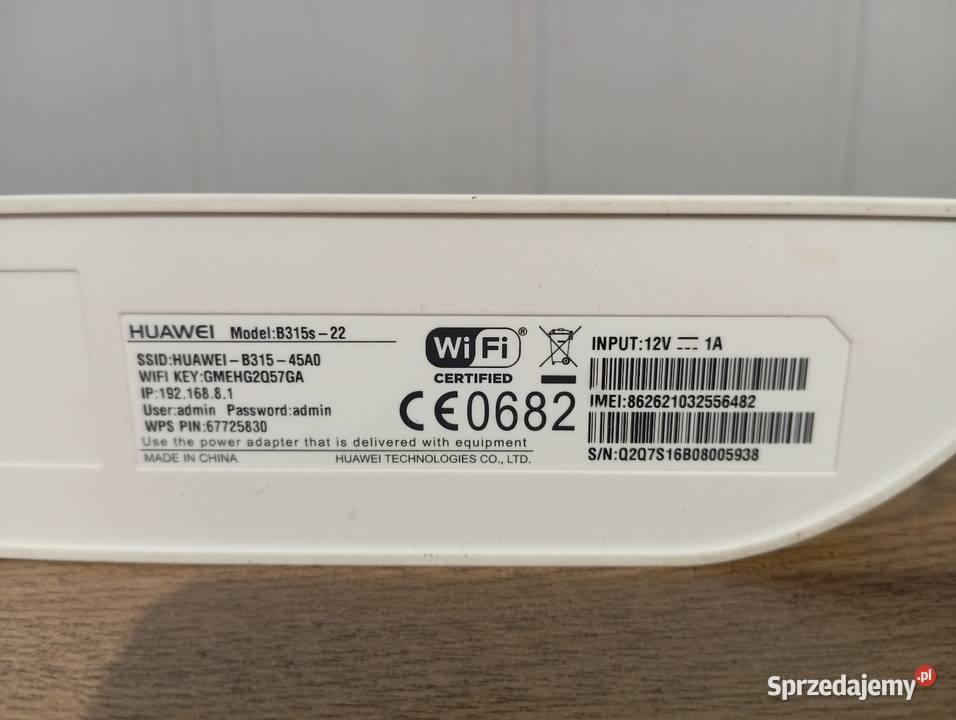 HUAWEI Model:B315s-22
SSID:HUAWEI-B315-45A0
WIFI KEY:GMEHG2Q57GA
IP:192.168.8.1
User:admin Password:admin
WPS PIN:67725830
Use the power adapter that is delivered with equipment
MADE IN CHINA HUAWEI TECHNOLOGIES CO., LTD.
Wi Fi ®
CERTIFIED
CE0682
INPUT:12V ⎓ 1A
IMEI:862621032556482
S/N:Q2Q7S16B08005938
Sprzedajemy.pl